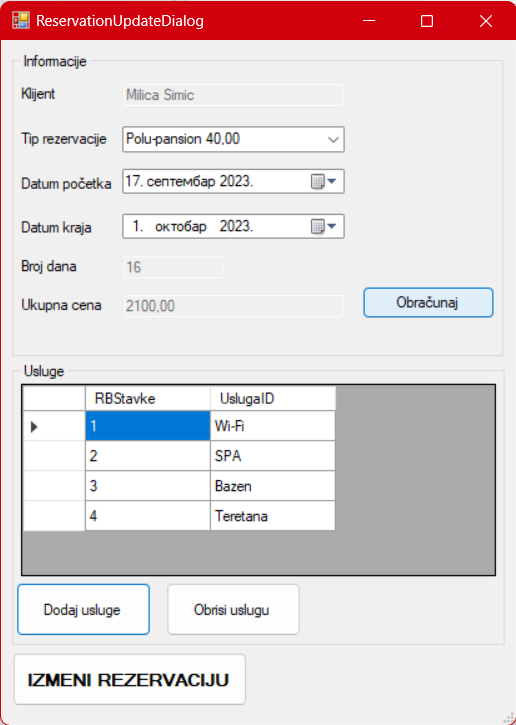 ReservationUpdateDialog
Informacije
Klijent Milica Simic
Tip rezervacije Polu-pansion 40,00
Datum početka 17. септембар 2023.
Datum kraja 1. октобар 2023.
Broj dana 16
Ukupna cena 2100,00 Obračunaj
Usluge
RBStavke UslugaID
1 Wi-Fi
2 SPA
3 Bazen
4 Teretana
Dodaj usluge Obrisi uslugu
IZMENI REZERVACIJU